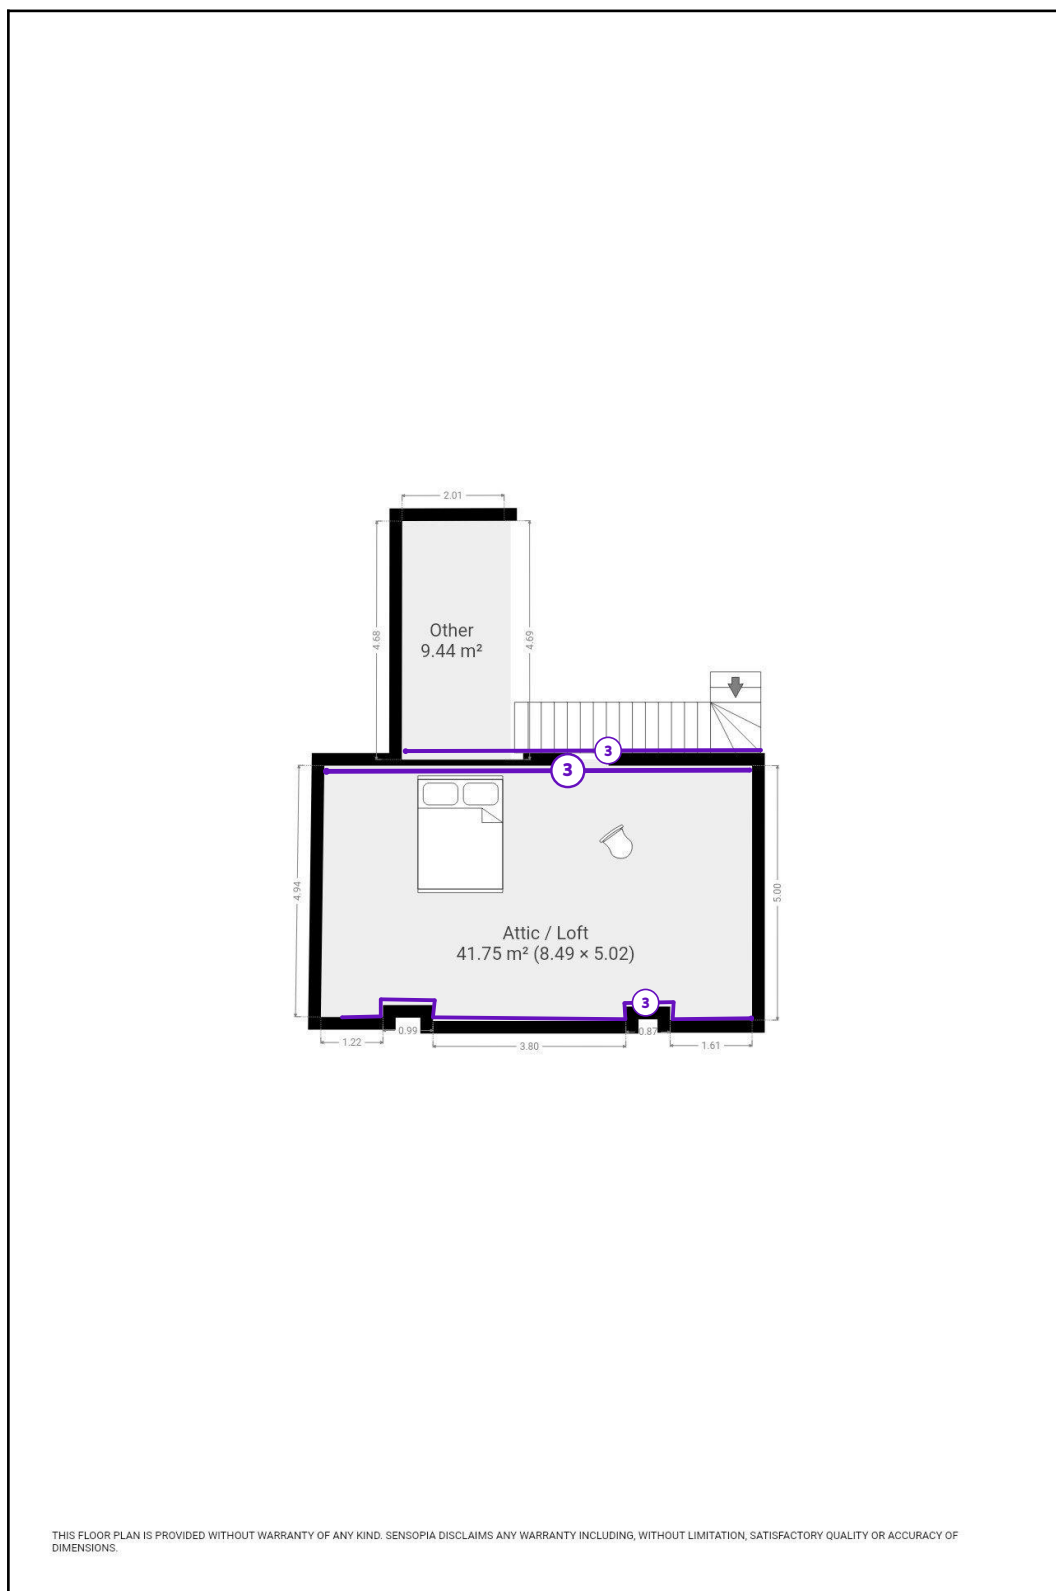 2.01
4.68
4.69
Other
9.44 m²
3
3
4.94
5.00
Attic / Loft
41.75 m² (8.49 × 5.02)
3
0.99
0.87
1.22
3.80
1.61
THIS FLOOR PLAN IS PROVIDED WITHOUT WARRANTY OF ANY KIND. SENSOPIA DISCLAIMS ANY WARRANTY INCLUDING, WITHOUT LIMITATION, SATISFACTORY QUALITY OR ACCURACY OF
DIMENSIONS.